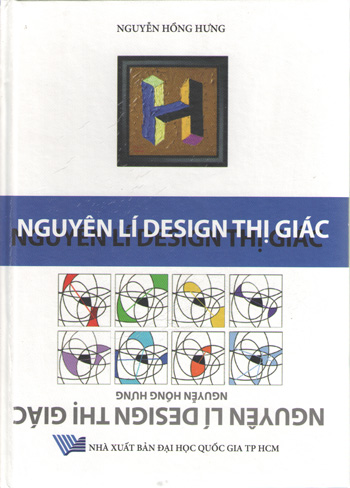 NGUYỄN HỒNG HƯNG
NGUYÊN LÍ DESIGN THỊ GIÁC
NGUYÊN LÍ DESIGN THỊ GIÁC
NGUYỄN HỒNG HƯNG
NGUYÊN LÍ DESIGN THỊ GIÁC
NHÀ XUẤT BẢN ĐẠI HỌC QUỐC GIA TP HCM